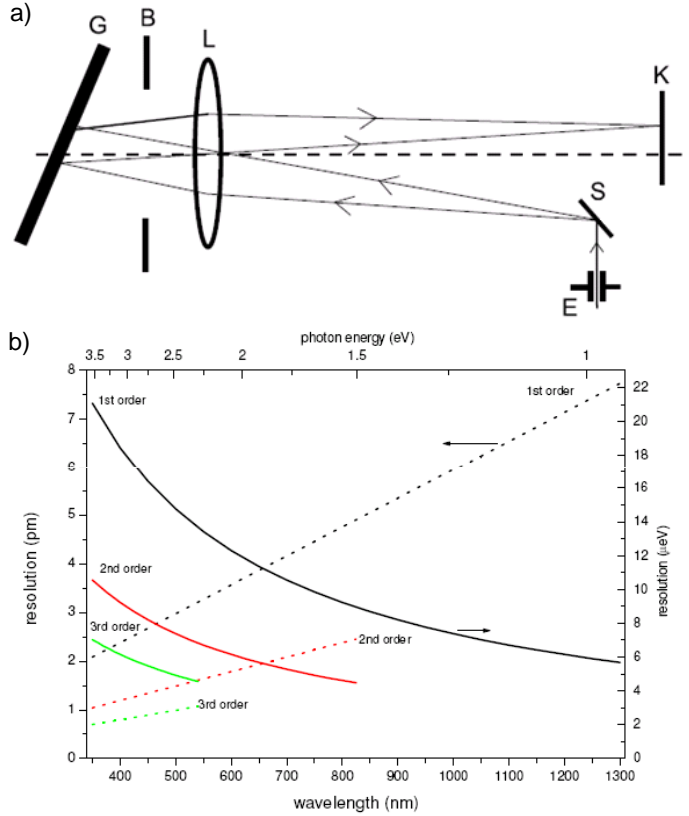 a)
G B L K
S
E
b)
photon energy (eV)
3.5 3 2.5 2 1.5 1
8 7 6 5 4 3 2 1 0
resolution (pm)
1st order
1st order
2nd order
3rd order
2nd order
3rd order
22 20 18 16 14 12 10 8 6 4 2 0
resolution (μeV)
400 500 600 700 800 900 1000 1100 1200 1300
wavelength (nm)